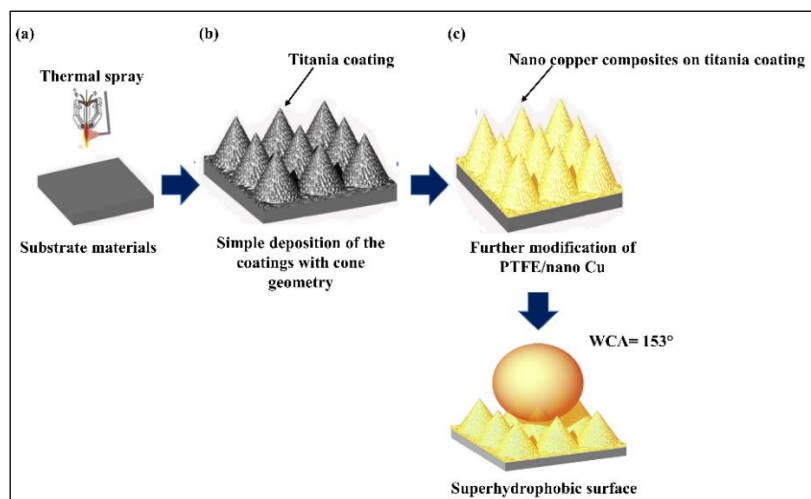 (a)
Thermal spray
Substrate materials
(b)
Titania coating
Simple deposition of the
coatings with cone
geometry
(c)
Nano copper composites on titania coating
Further modification of
PTFE/nano Cu
WCA= 153°
Superhydrophobic surface